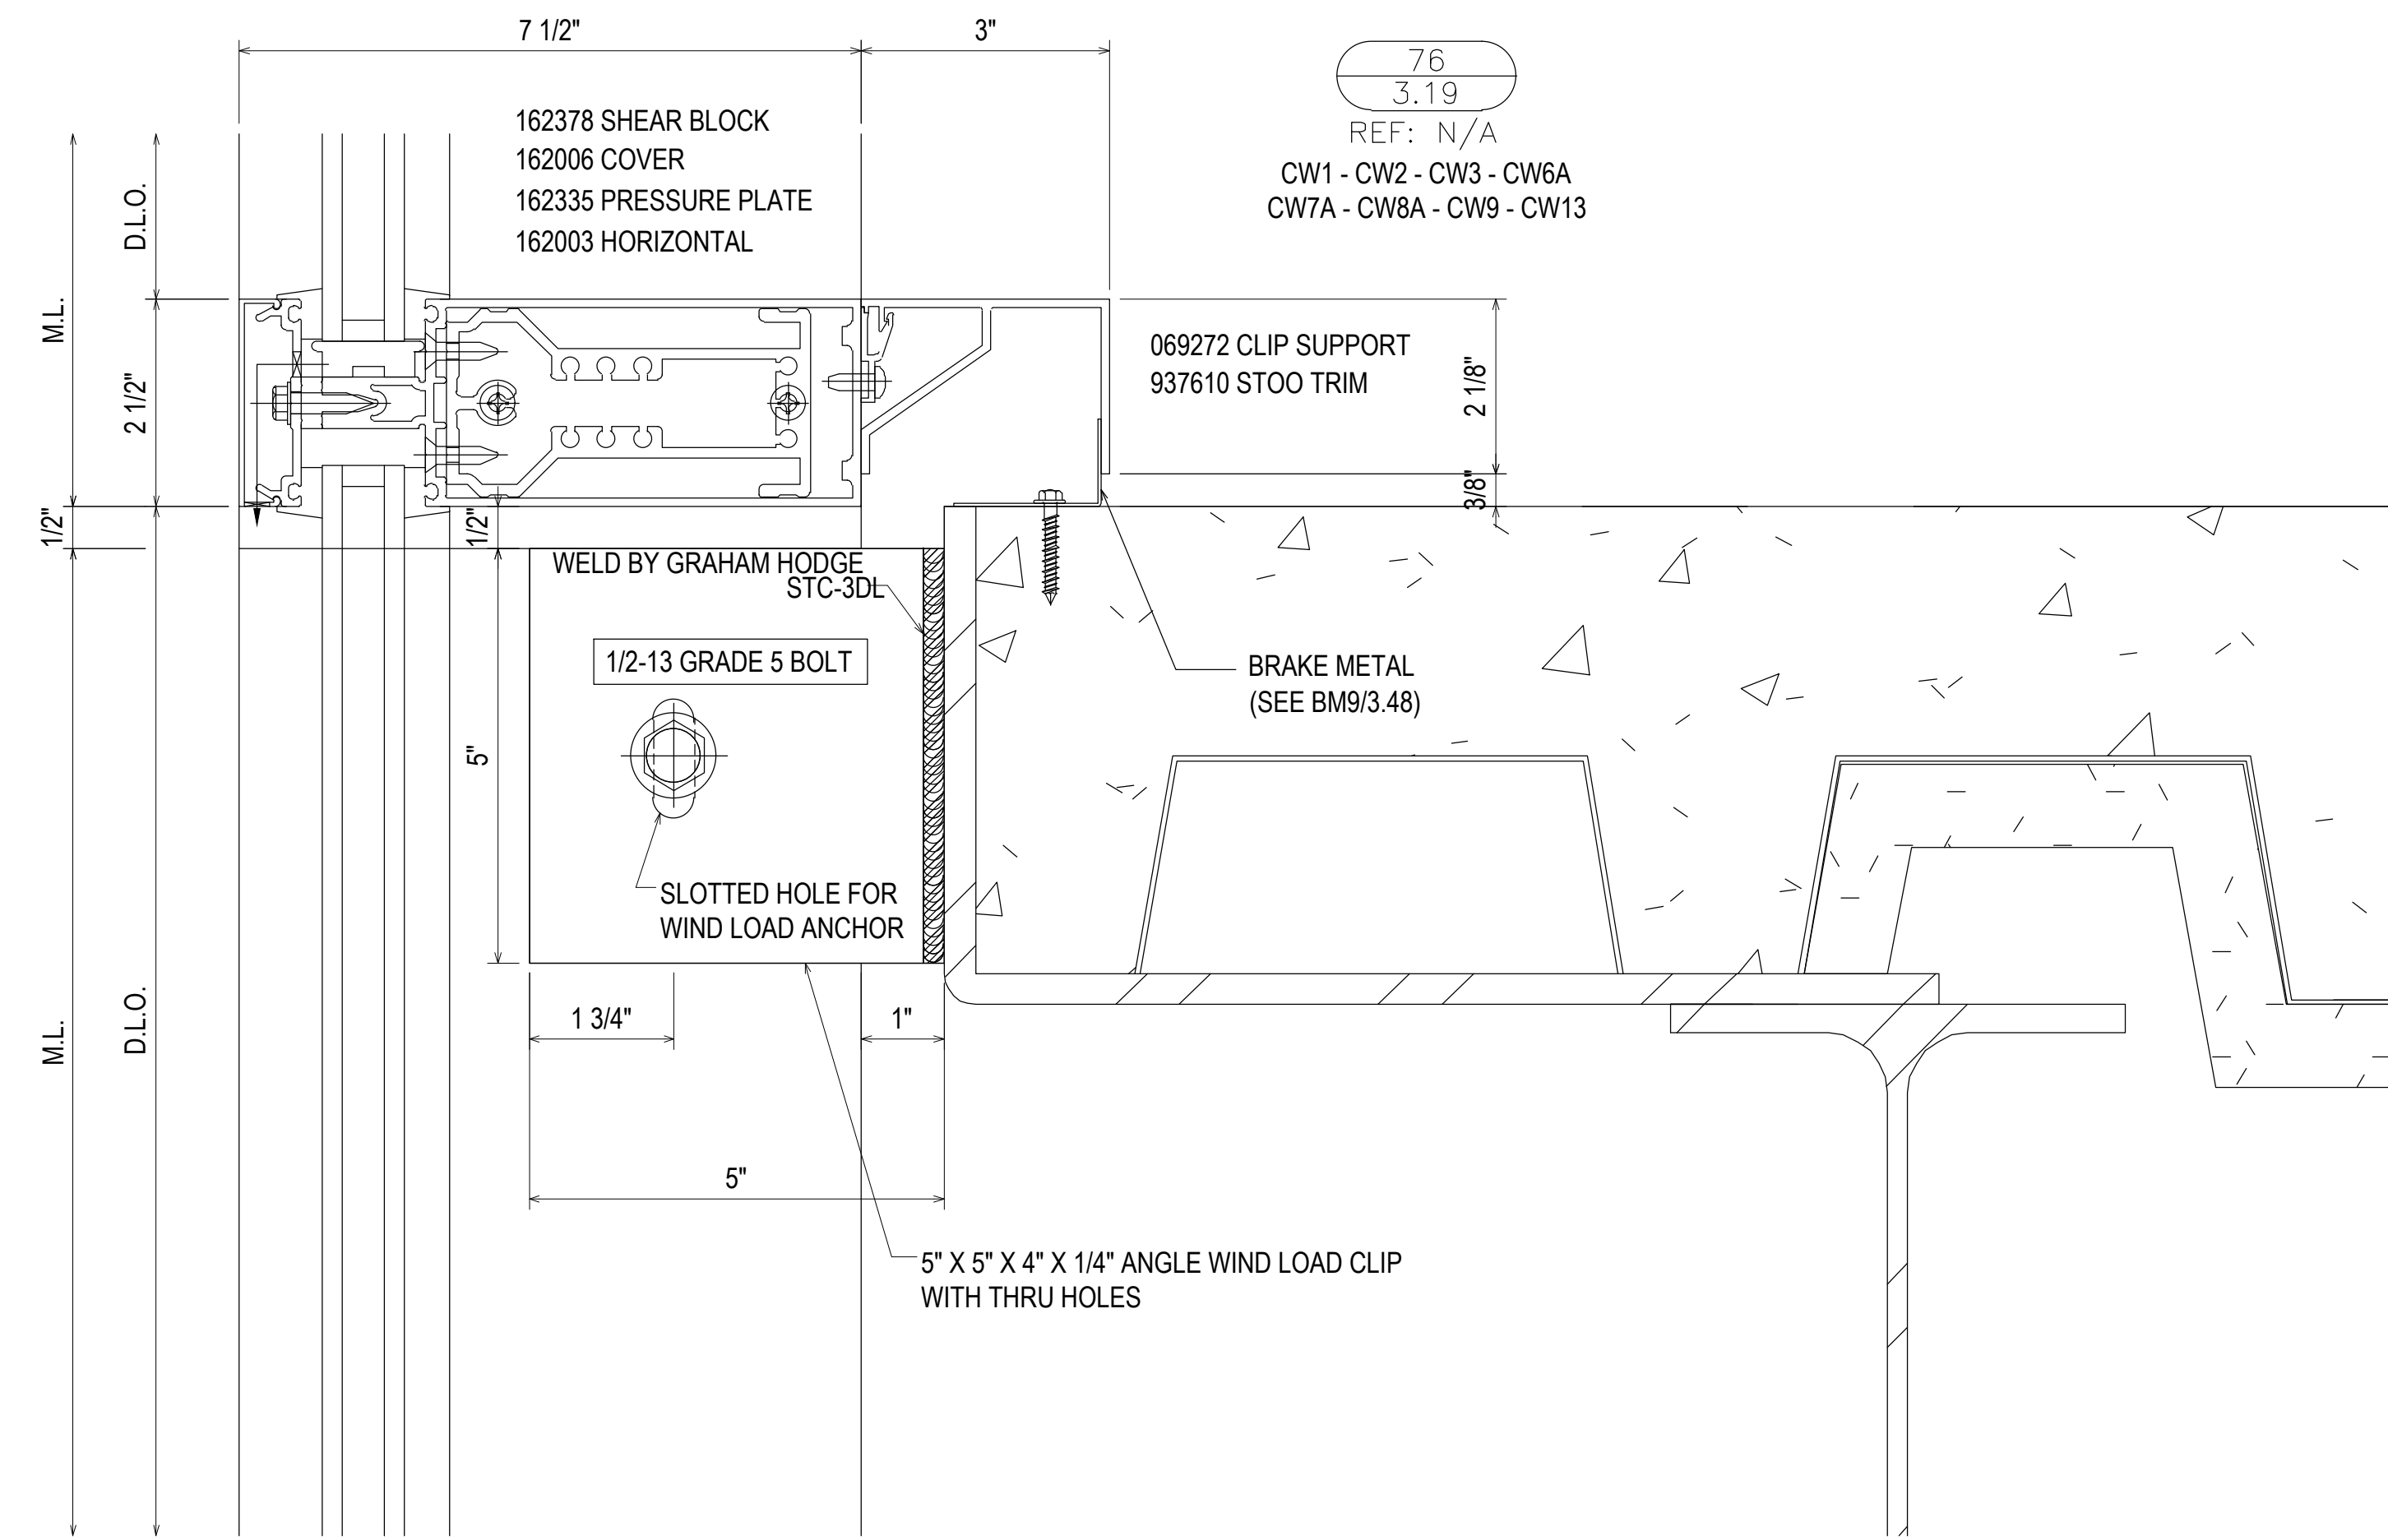 7 1/2"
3"
76
3.19
REF: N/A
CW1 - CW2 - CW3 - CW6A
CW7A - CW8A - CW9 - CW13
162378 SHEAR BLOCK
162006 COVER
162335 PRESSURE PLATE
162003 HORIZONTAL
D.L.O.
M.L.
2 1/2"
1/2"
1/2"
069272 CLIP SUPPORT
937610 STOO TRIM
2 1/8"
3/8"
WELD BY GRAHAM HODGE
STC-3DL
1/2-13 GRADE 5 BOLT
BRAKE METAL
(SEE BM9/3.48)
5"
SLOTTED HOLE FOR
WIND LOAD ANCHOR
M.L.
D.L.O.
1 3/4"
1"
5"
5" X 5" X 4" X 1/4" ANGLE WIND LOAD CLIP
WITH THRU HOLES